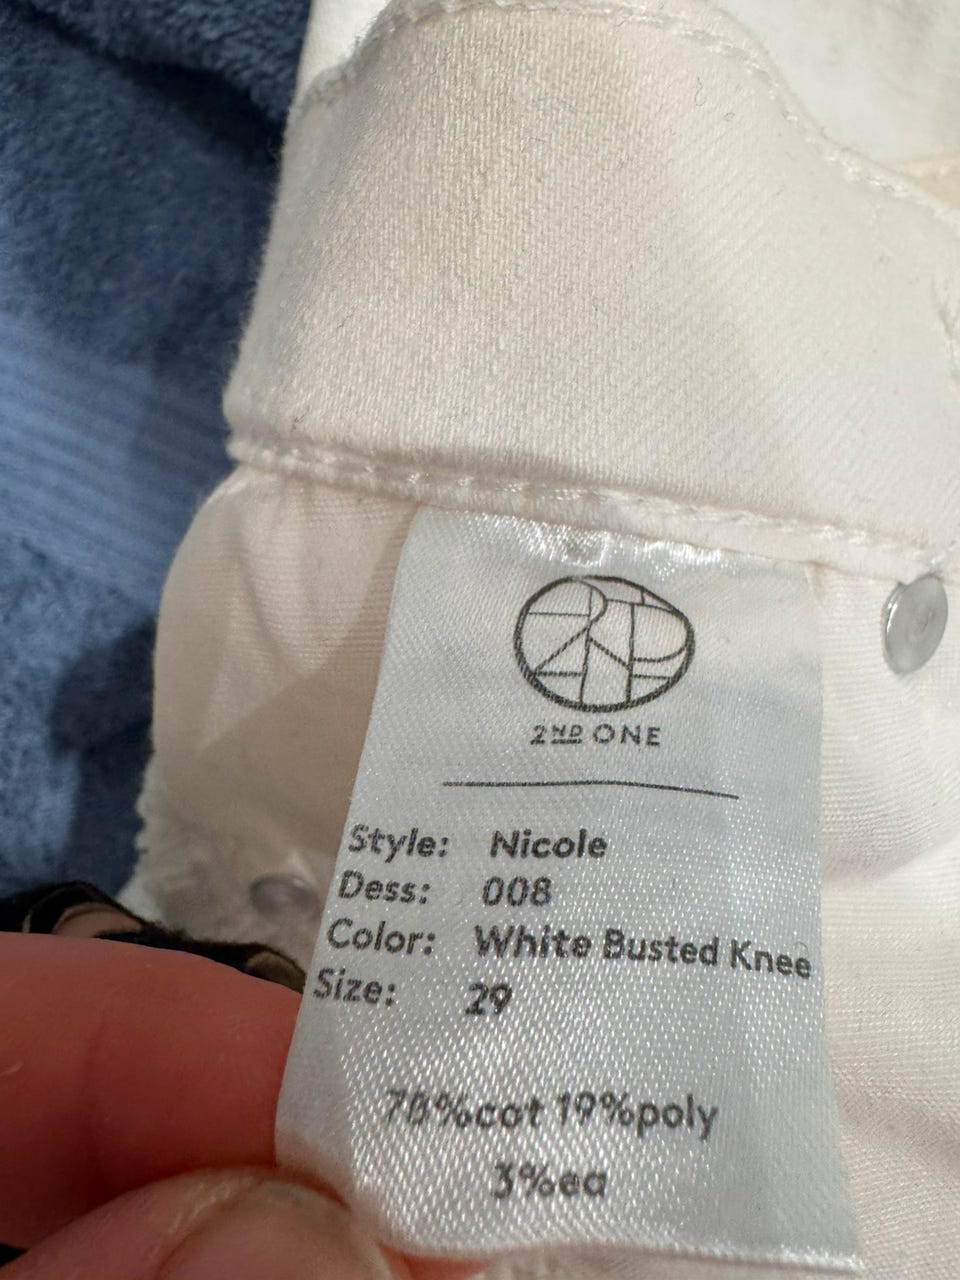 2ND ONE
Style: Nicole
Dess: 008
Color: White Busted Knee
Size: 29
78%cot 19%poly
3%ea